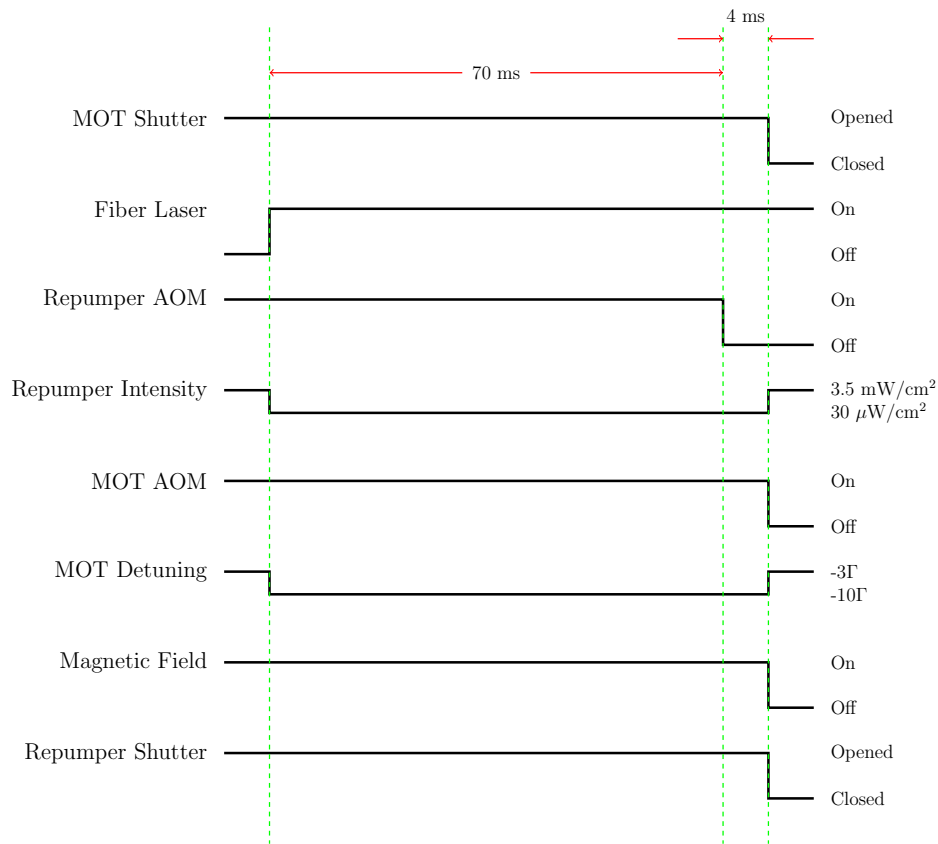 4 ms
70 ms
MOT Shutter
Opened
Closed
Fiber Laser
On
Off
Repumper AOM
On
Off
Repumper Intensity
3.5 mW/cm²
30 μW/cm²
MOT AOM
On
Off
MOT Detuning
-3Γ
-10Γ
Magnetic Field
On
Off
Repumper Shutter
Opened
Closed